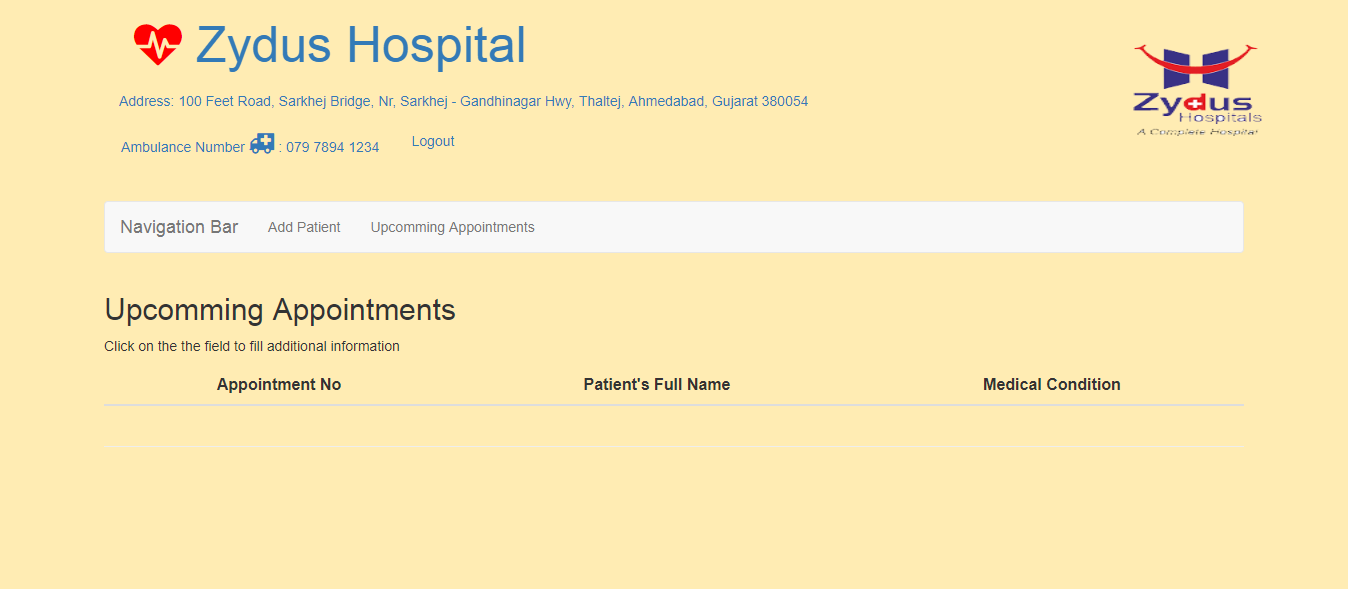 Zydus Hospital
Address: 100 Feet Road, Sarkhej Bridge, Nr, Sarkhej - Gandhinagar Hwy, Thaltej, Ahmedabad, Gujarat 380054
Ambulance Number : 079 7894 1234 Logout
Zydus
Hospitals
A Complete Hospital
Navigation Bar Add Patient Upcomming Appointments
Upcomming Appointments
Click on the the field to fill additional information
Appointment No Patient's Full Name Medical Condition